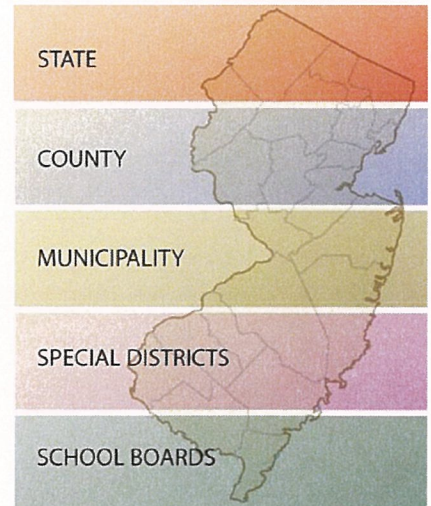 STATE
COUNTY
MUNICIPALITY
SPECIAL DISTRICTS
SCHOOL BOARDS